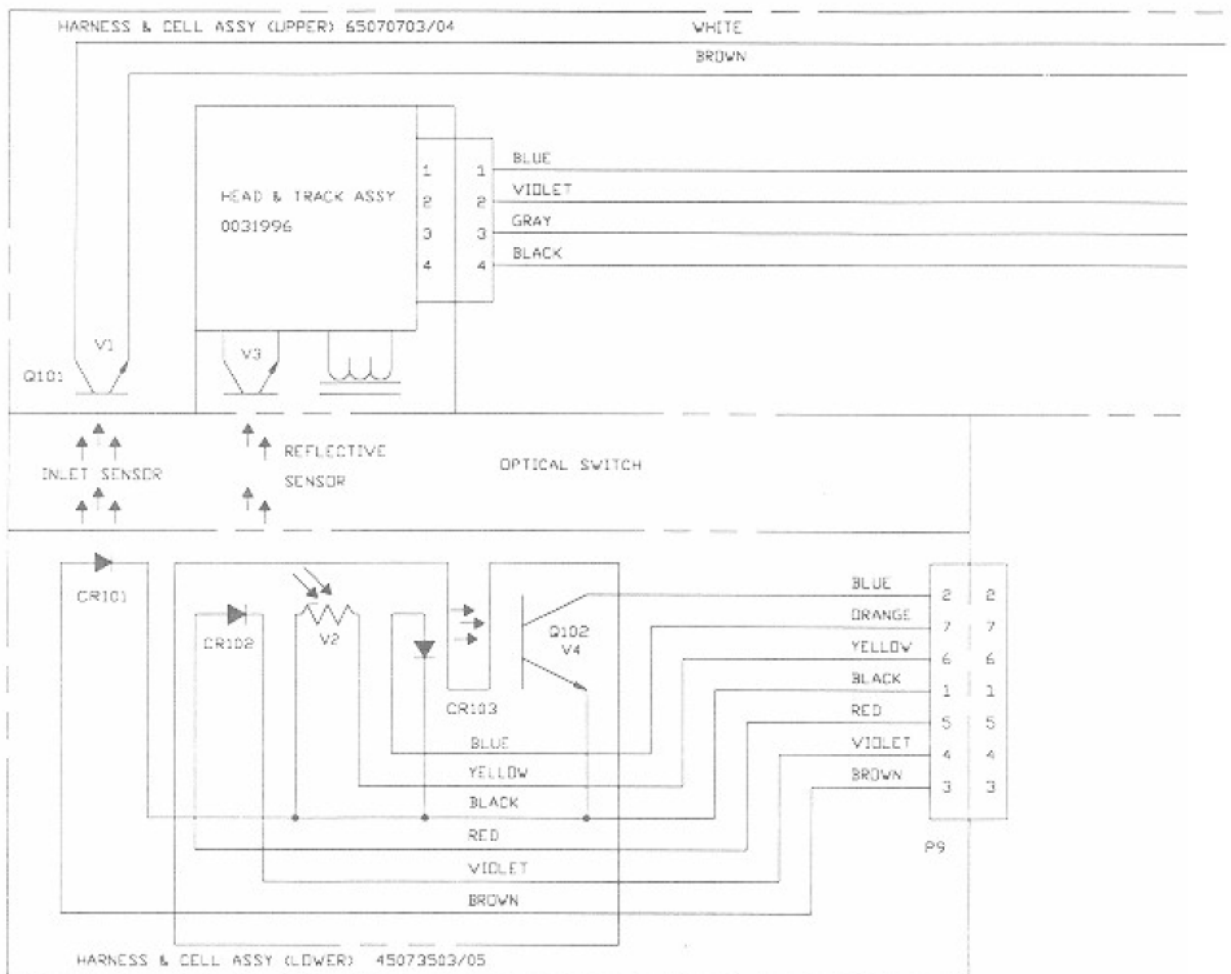 HARNESS & CELL ASSY (UPPER) 65070703/04
WHITE
BROWN
HEAD & TRACK ASSY
0031996
1 1 BLUE
2 2 VIOLET
3 3 GRAY
4 4 BLACK
V1
V3
Q101
INLET SENSOR
REFLECTIVE
SENSOR
OPTICAL SWITCH
CR101
CR102
V2
CR103
Q102
V4
BLUE 2 2
ORANGE 7 7
YELLOW 6 6
BLACK 1 1
RED 5 5
VIOLET 4 4
BROWN 3 3
BLUE
YELLOW
BLACK
RED
VIOLET
BROWN
P9
HARNESS & CELL ASSY (LOWER) 45073503/05